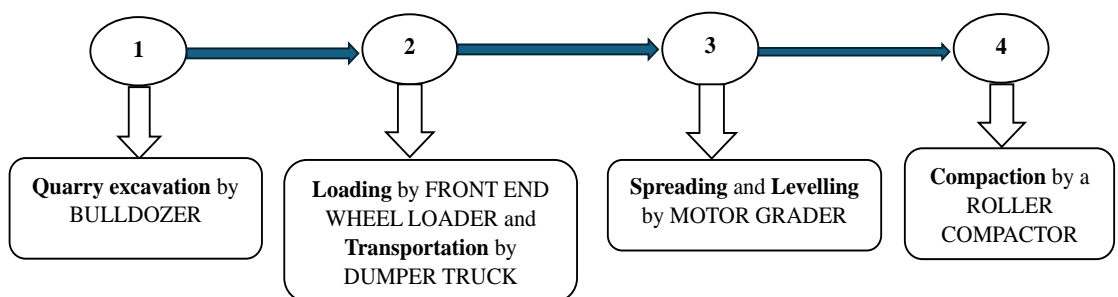 1
2
3
4
Quarry excavation by
BULLDOZER
Loading by FRONT END
WHEEL LOADER and
Transportation by
DUMPER TRUCK
Spreading and Levelling
by MOTOR GRADER
Compaction by a
ROLLER
COMPACTOR